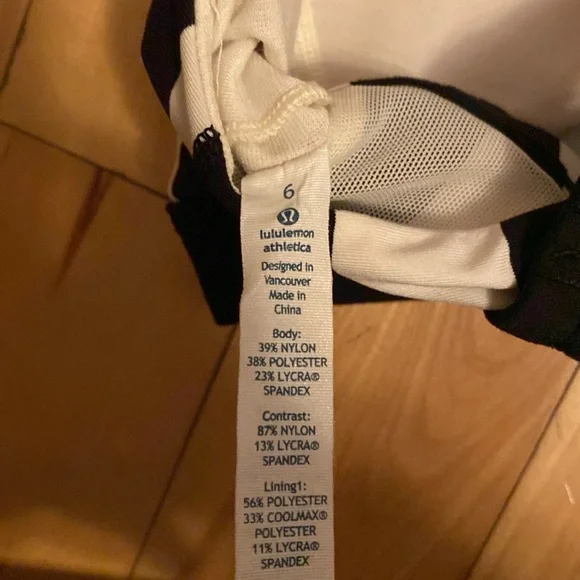 6
lululemon
athletica
Designed in
Vancouver
Made in
China
Body:
39% NYLON
38% POLYESTER
23% LYCRA®
SPANDEX
Contrast:
87% NYLON
13% LYCRA®
SPANDEX
Lining1:
56% POLYESTER
33% COOLMAX®
POLYESTER
11% LYCRA®
SPANDEX